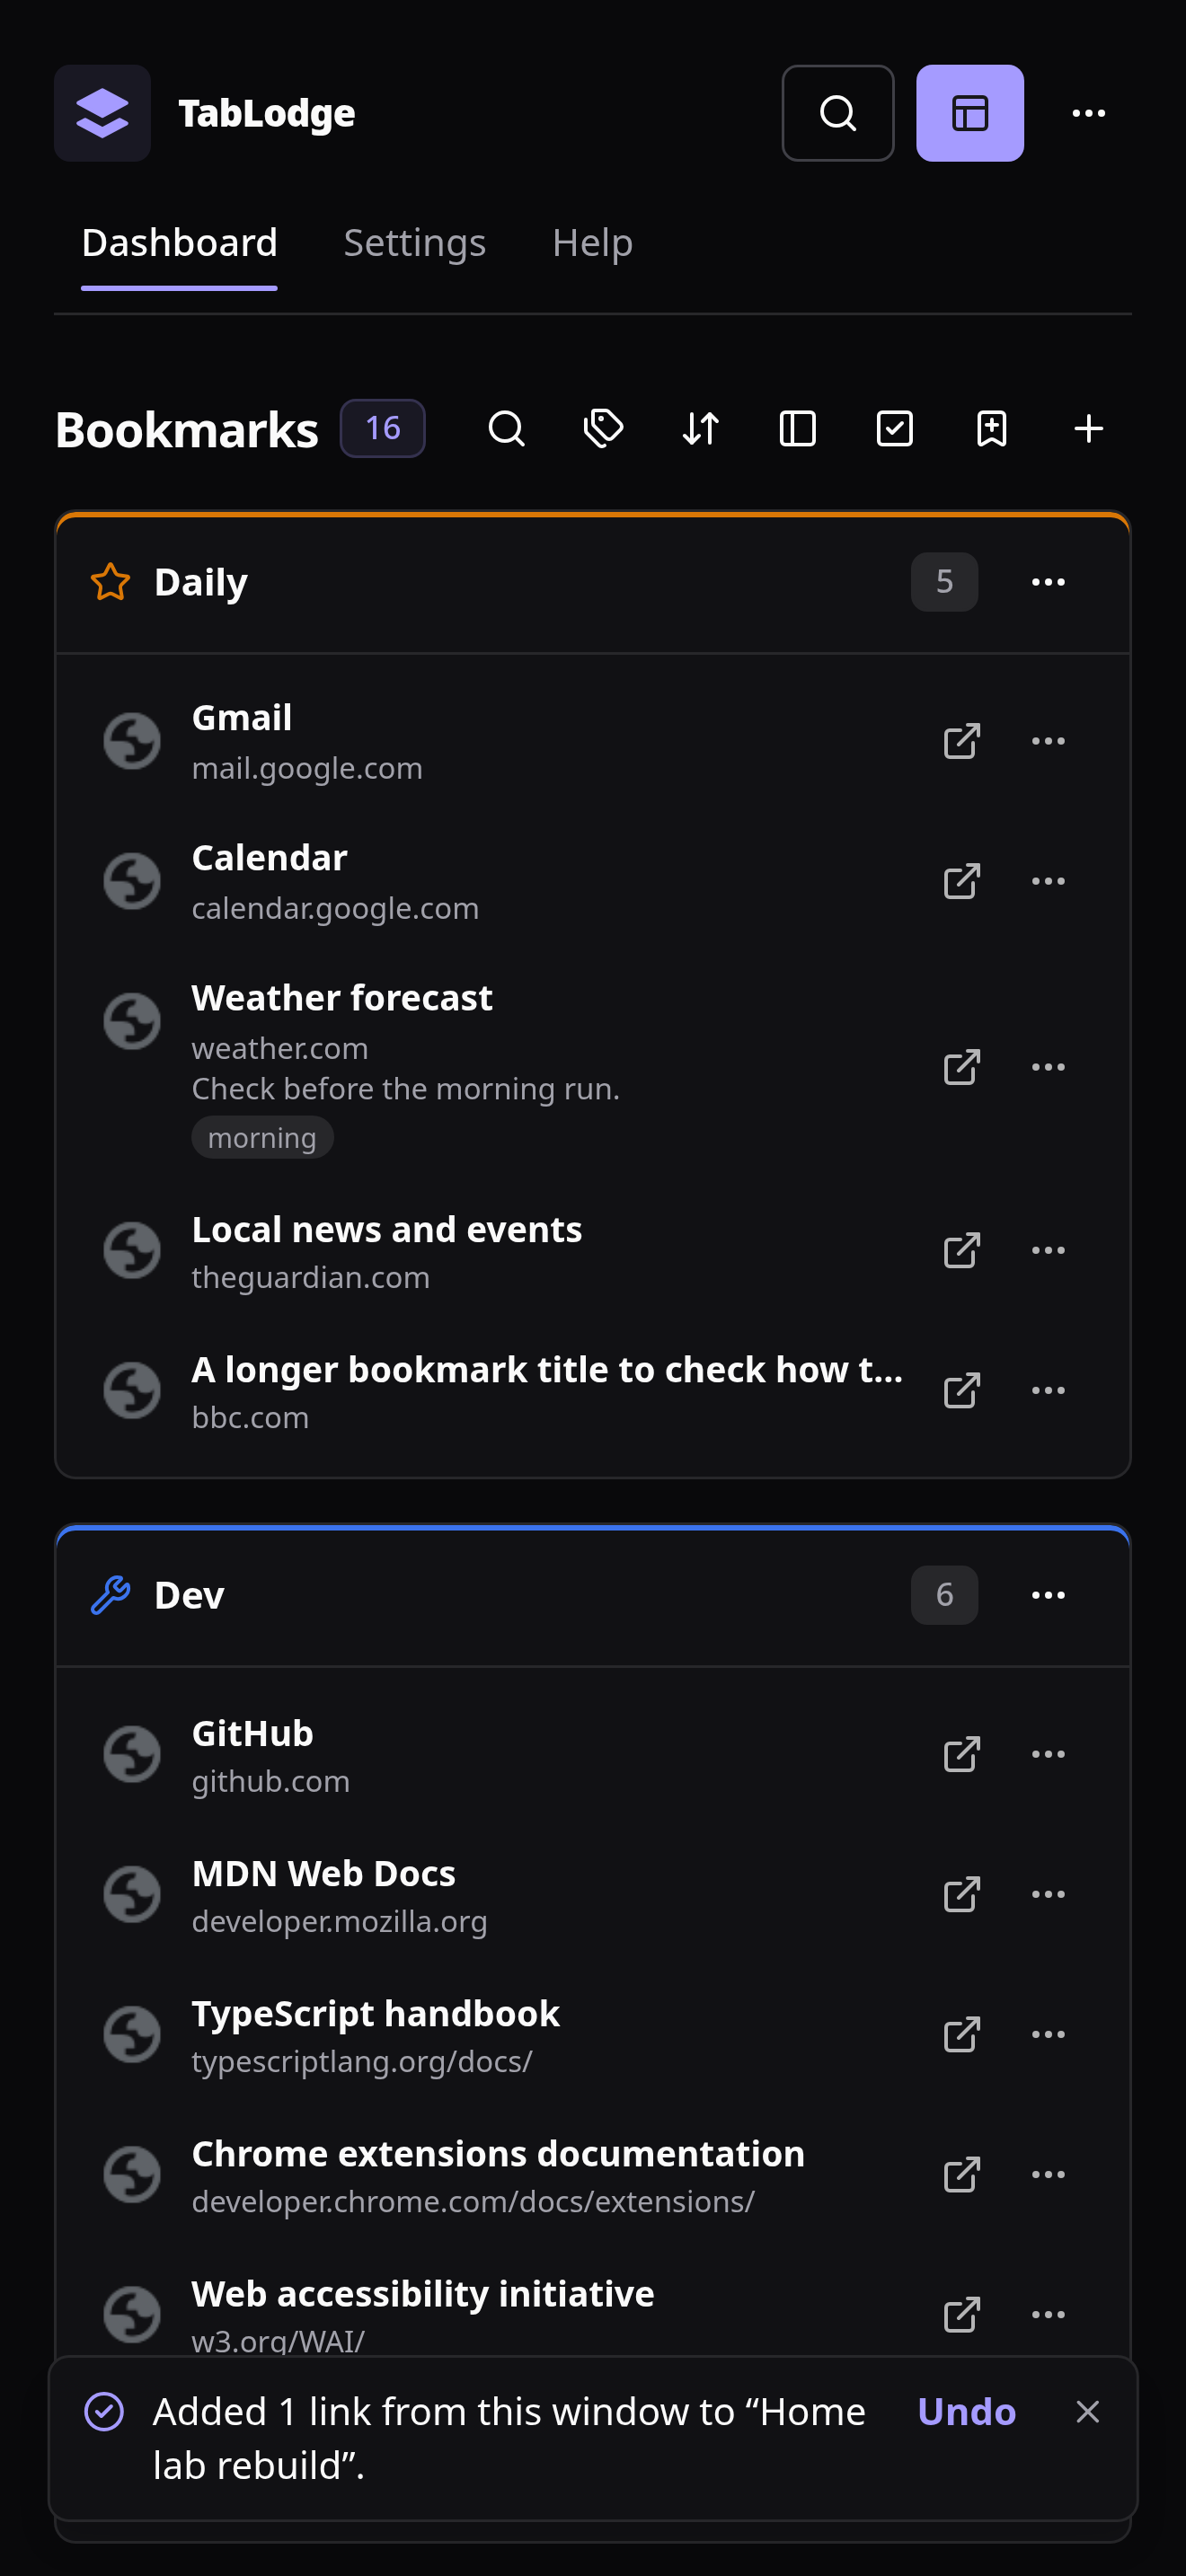 TabLodge
Dashboard Settings Help
Bookmarks 16
Daily 5
Gmail
mail.google.com
Calendar
calendar.google.com
Weather forecast
weather.com
Check before the morning run.
morning
Local news and events
theguardian.com
A longer bookmark title to check how t...
bbc.com
Dev 6
GitHub
github.com
MDN Web Docs
developer.mozilla.org
TypeScript handbook
typescriptlang.org/docs/
Chrome extensions documentation
developer.chrome.com/docs/extensions/
Web accessibility initiative
w3.org/WAI/
Added 1 link from this window to “Home Undo
lab rebuild”.